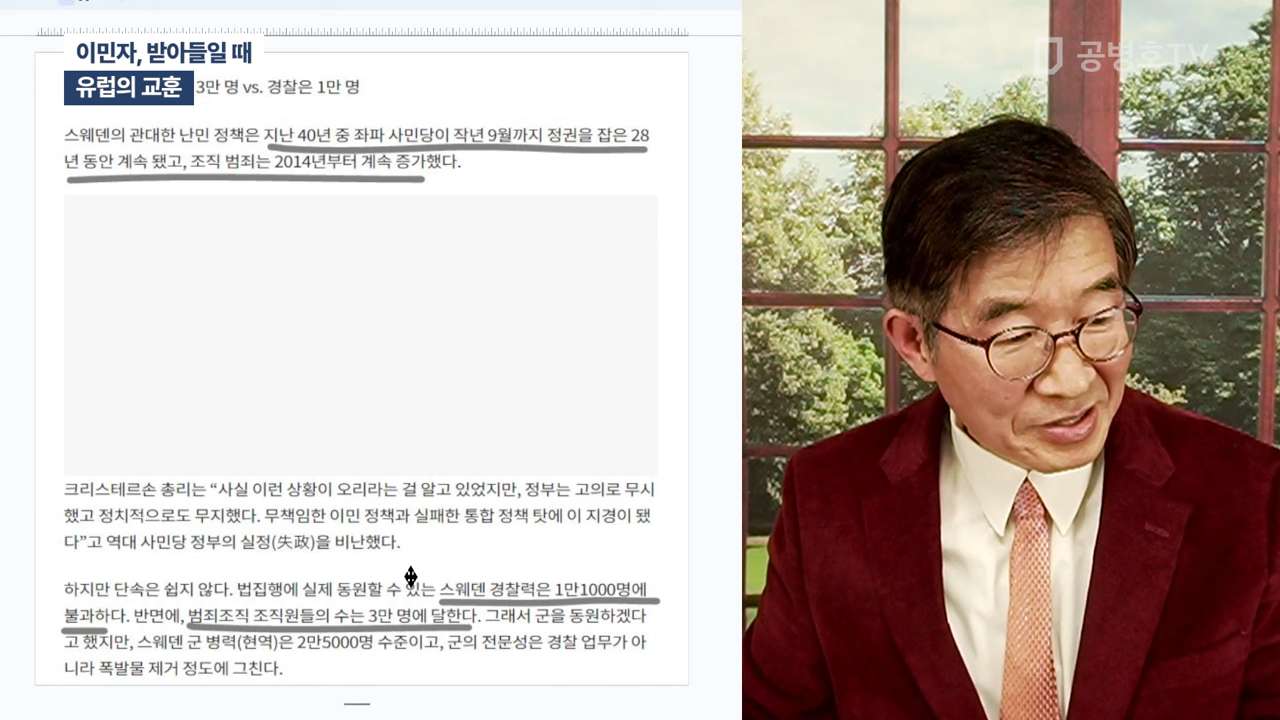 이민자, 받아들일 때
유럽의 교훈
3만 명 vs. 경찰은 1만 명
공병호TV
스웨덴의 관대한 난민 정책은 지난 40년 중 좌파 사민당이 작년 9월까지 정권을 잡은 28
년 동안 계속 됐고, 조직 범죄는 2014년부터 계속 증가했다.
크리스테르손 총리는 “사실 이런 상황이 오리라는 걸 알고 있었지만, 정부는 고의로 무시
했고 정치적으로도 무지했다. 무책임한 이민 정책과 실패한 통합 정책 탓에 이 지경이 됐
다”고 역대 사민당 정부의 실정(失政)을 비난했다.
하지만 단속은 쉽지 않다. 법집행에 실제 동원할 수 있는 스웨덴 경찰력은 1만1000명에
불과하다. 반면에, 범죄조직 조직원들의 수는 3만 명에 달한다. 그래서 군을 동원하겠다
고 했지만, 스웨덴 군 병력(현역)은 2만5000명 수준이고, 군의 전문성은 경찰 업무가 아
니라 폭발물 제거 정도에 그친다.